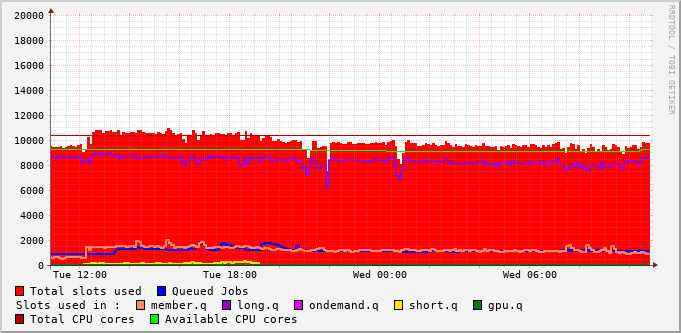 RRDTOOL / TOBI OETIKER
20000
18000
16000
14000
12000
10000
8000
6000
4000
2000
0
Tue 12:00 Tue 18:00 Wed 00:00 Wed 06:00
Total slots used Queued Jobs
Slots used in : member.q long.q ondemand.q short.q gpu.q
Total CPU cores Available CPU cores